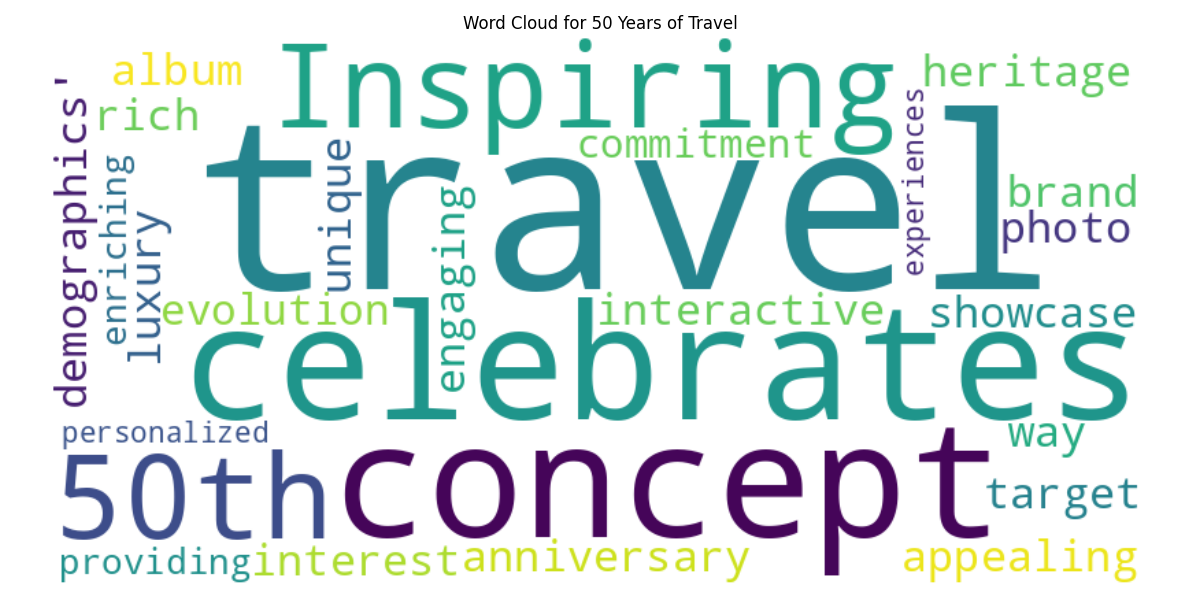 Word Cloud for 50 Years of Travel
album
Inspiring
heritage
rich
commitment
demographics'
enriching
luxury
unique
travel
engaging
experiences
brand
photo
evolution
interactive
showcase
celebrates
personalized
way
50th
concept
target
providing
interest
anniversary
appealing